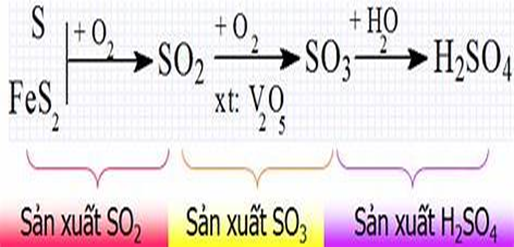 S
FeS₂
+ O₂
SO₂
+ O₂
xt: V₂O₅
SO₃
+ H₂O
H₂SO₄
Sản xuất SO₂
Sản xuất SO₃
Sản xuất H₂SO₄